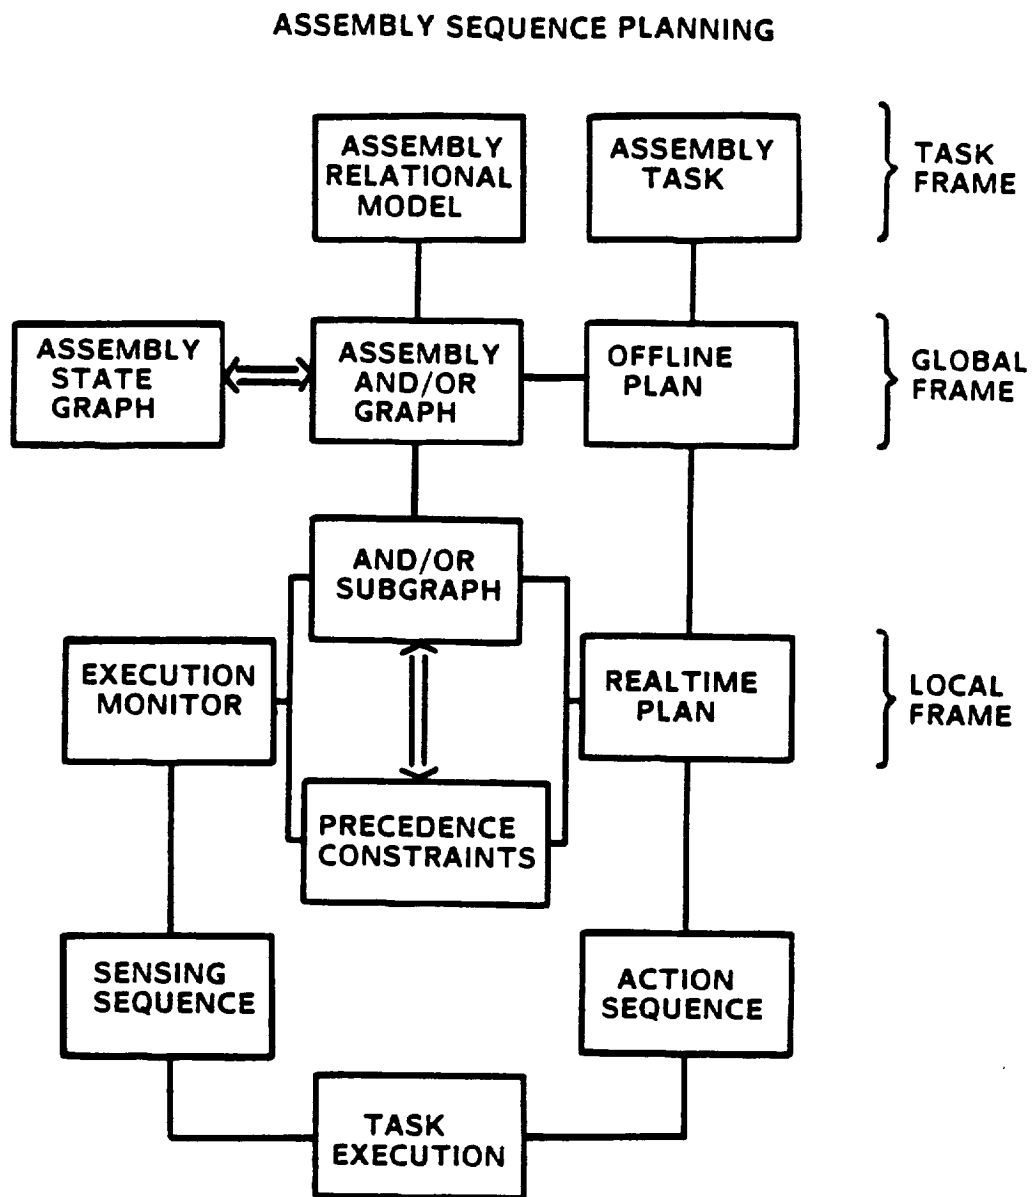 ASSEMBLY SEQUENCE PLANNING
ASSEMBLY
RELATIONAL
MODEL
ASSEMBLY
TASK
TASK
FRAME
ASSEMBLY
STATE
GRAPH
ASSEMBLY
AND/OR
GRAPH
OFFLINE
PLAN
GLOBAL
FRAME
AND/OR
SUBGRAPH
EXECUTION
MONITOR
REALTIME
PLAN
LOCAL
FRAME
PRECEDENCE
CONSTRAINTS
SENSING
SEQUENCE
ACTION
SEQUENCE
TASK
EXECUTION